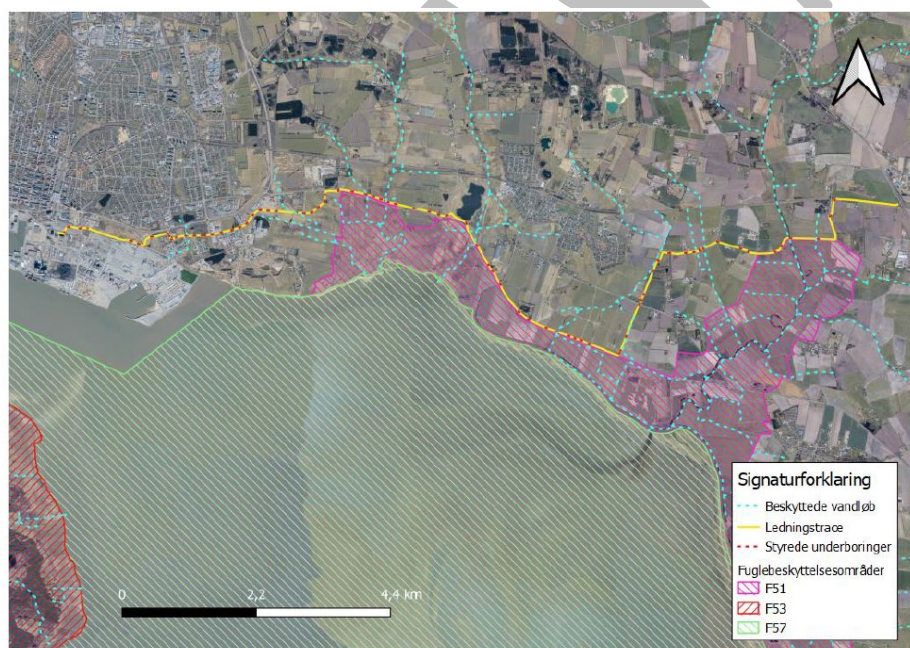 Signaturforklaring
Beskyttede vandløb
Ledningstrace
Styrede underboringer
Fuglebeskyttelsesområder
F51
F53
F57
0 2,2 4,4 km